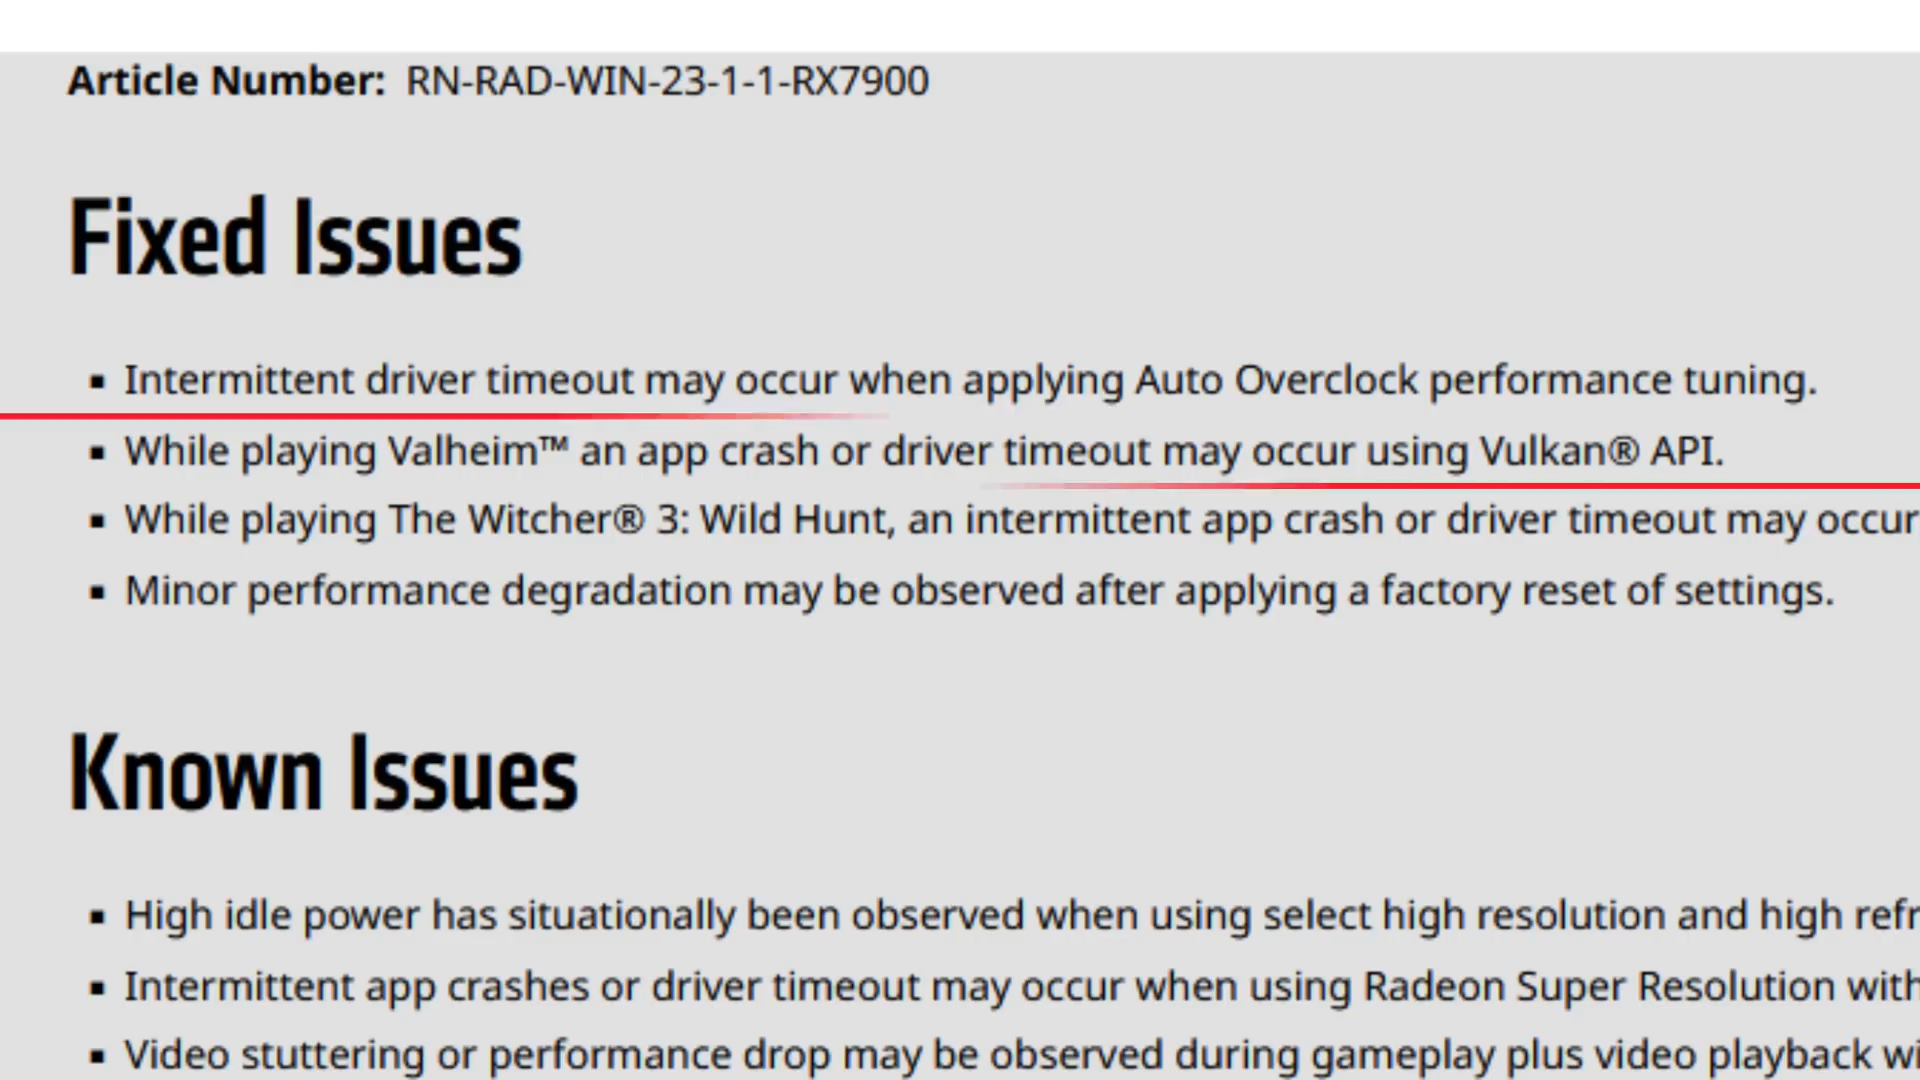 Article Number: RN-RAD-WIN-23-1-1-RX7900
Fixed Issues
▪ Intermittent driver timeout may occur when applying Auto Overclock performance tuning.
▪ While playing Valheim™ an app crash or driver timeout may occur using Vulkan® API.
▪ While playing The Witcher® 3: Wild Hunt, an intermittent app crash or driver timeout may occur
▪ Minor performance degradation may be observed after applying a factory reset of settings.
Known Issues
▪ High idle power has situationally been observed when using select high resolution and high
▪ Intermittent app crashes or driver timeout may occur when using Radeon Super Resolution with
▪ Video stuttering or performance drop may be observed during gameplay plus video playback